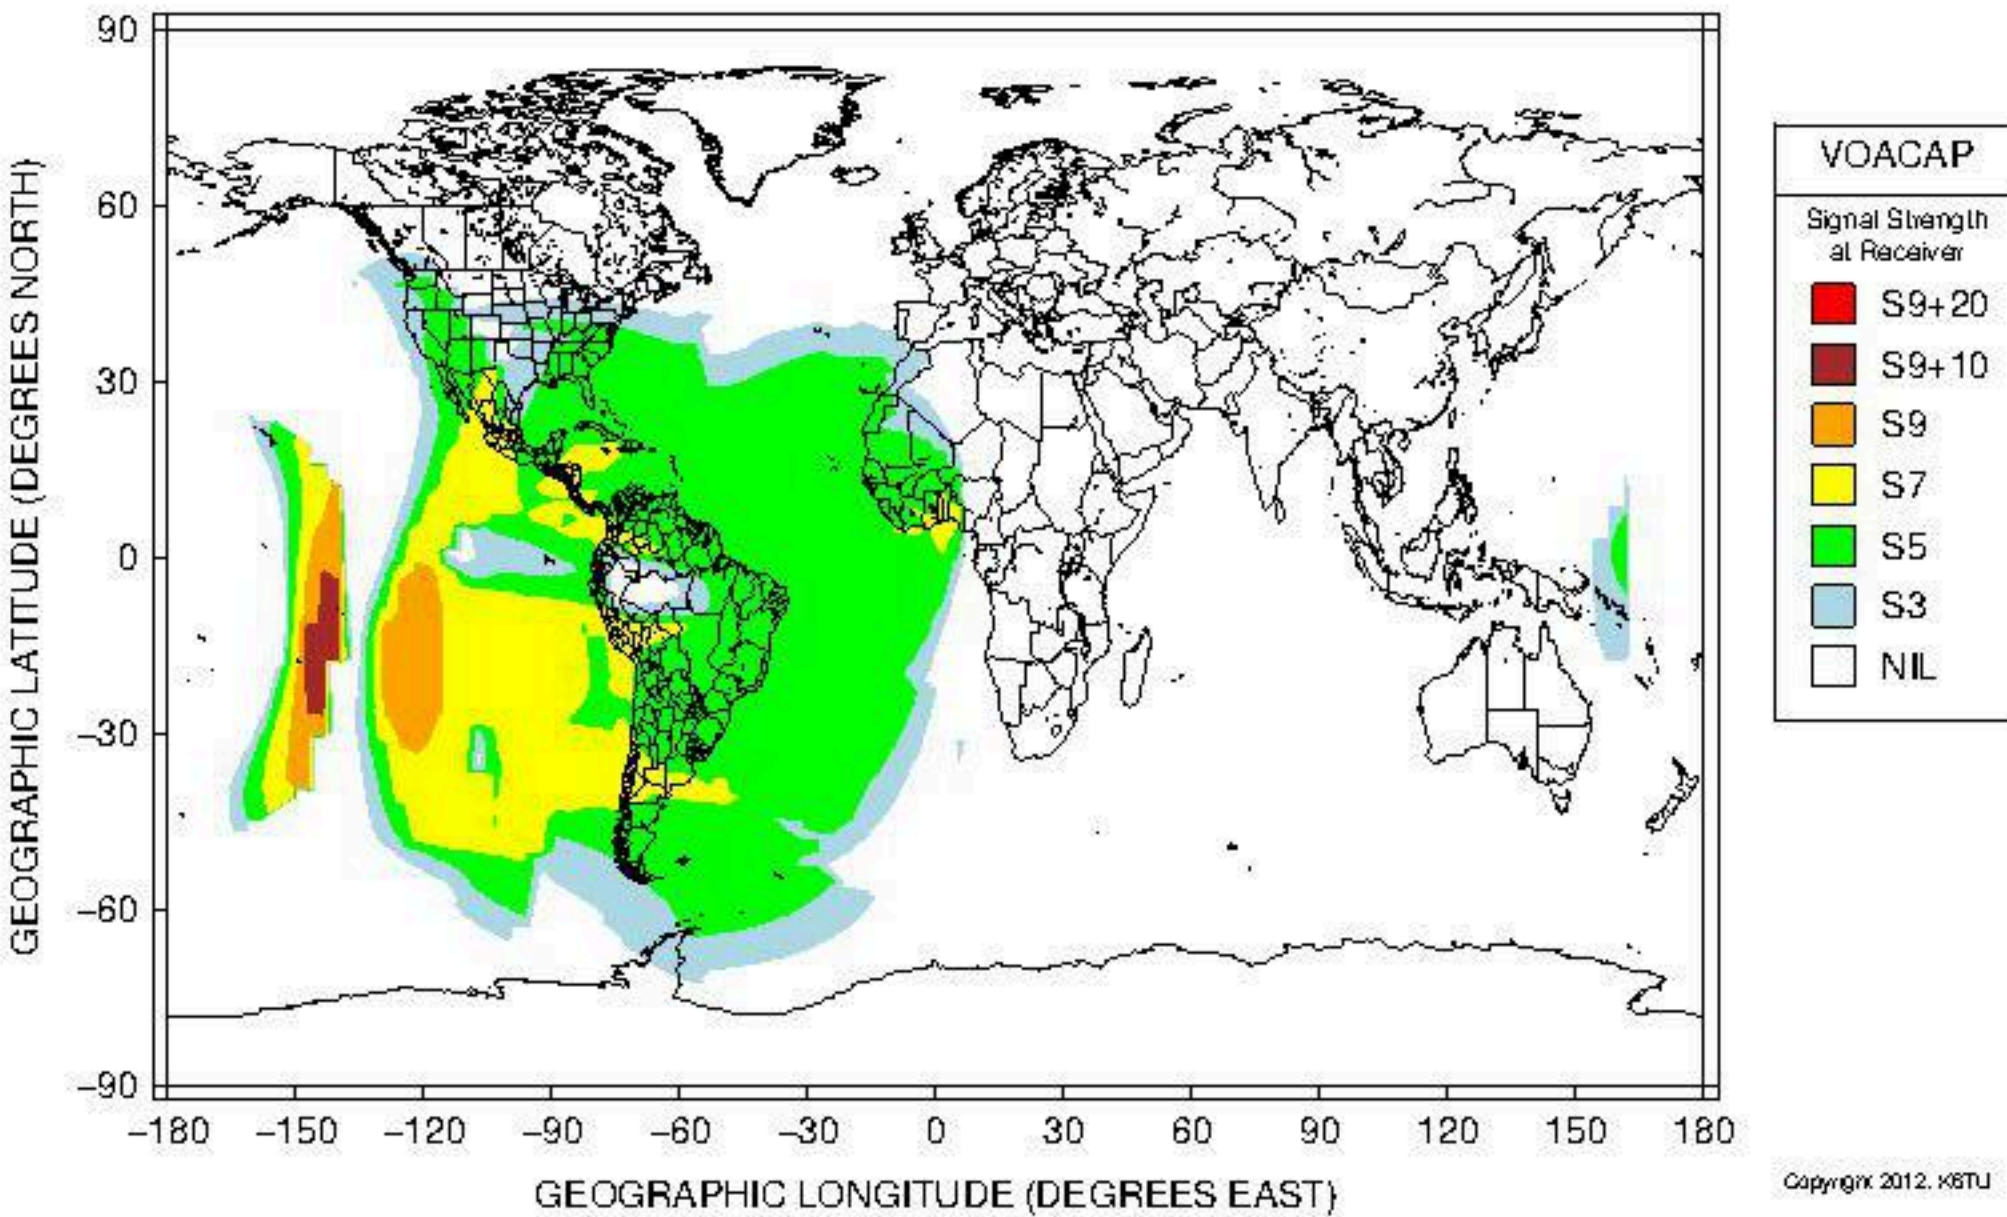 GEOGRAPHIC LATITUDE (DEGREES NORTH)
90
60
30
0
−30
−60
−90
−180 −150 −120 −90 −60 −30 0 30 60 90 120 150 180
GEOGRAPHIC LONGITUDE (DEGREES EAST)
VOACAP
Signal Strength
at Receiver
S9+20
S9+10
S9
S7
S5
S3
NIL
Copyright 2012. K6TU